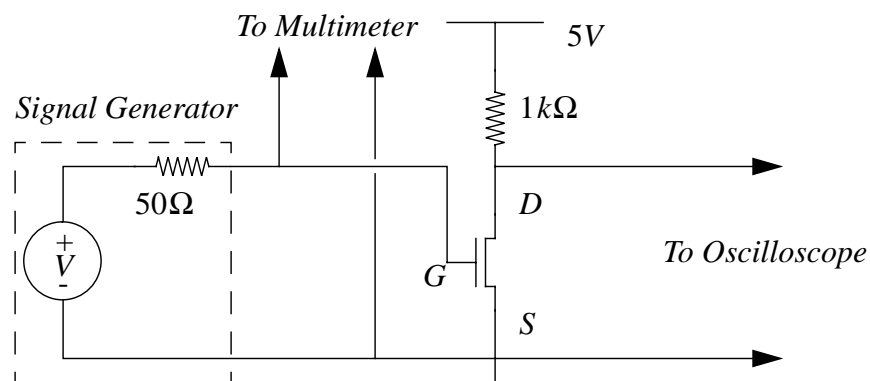 To Multimeter
5V
Signal Generator
1kΩ
50Ω
D
+
V
-
G
To Oscilloscope
S